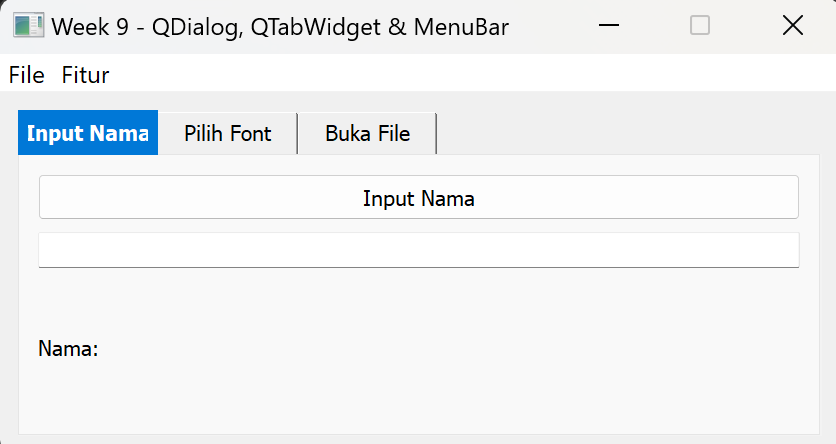 Week 9 - QDialog, QTabWidget & MenuBar
File Fitur
Input Nama Pilih Font Buka File
Input Nama
Nama: